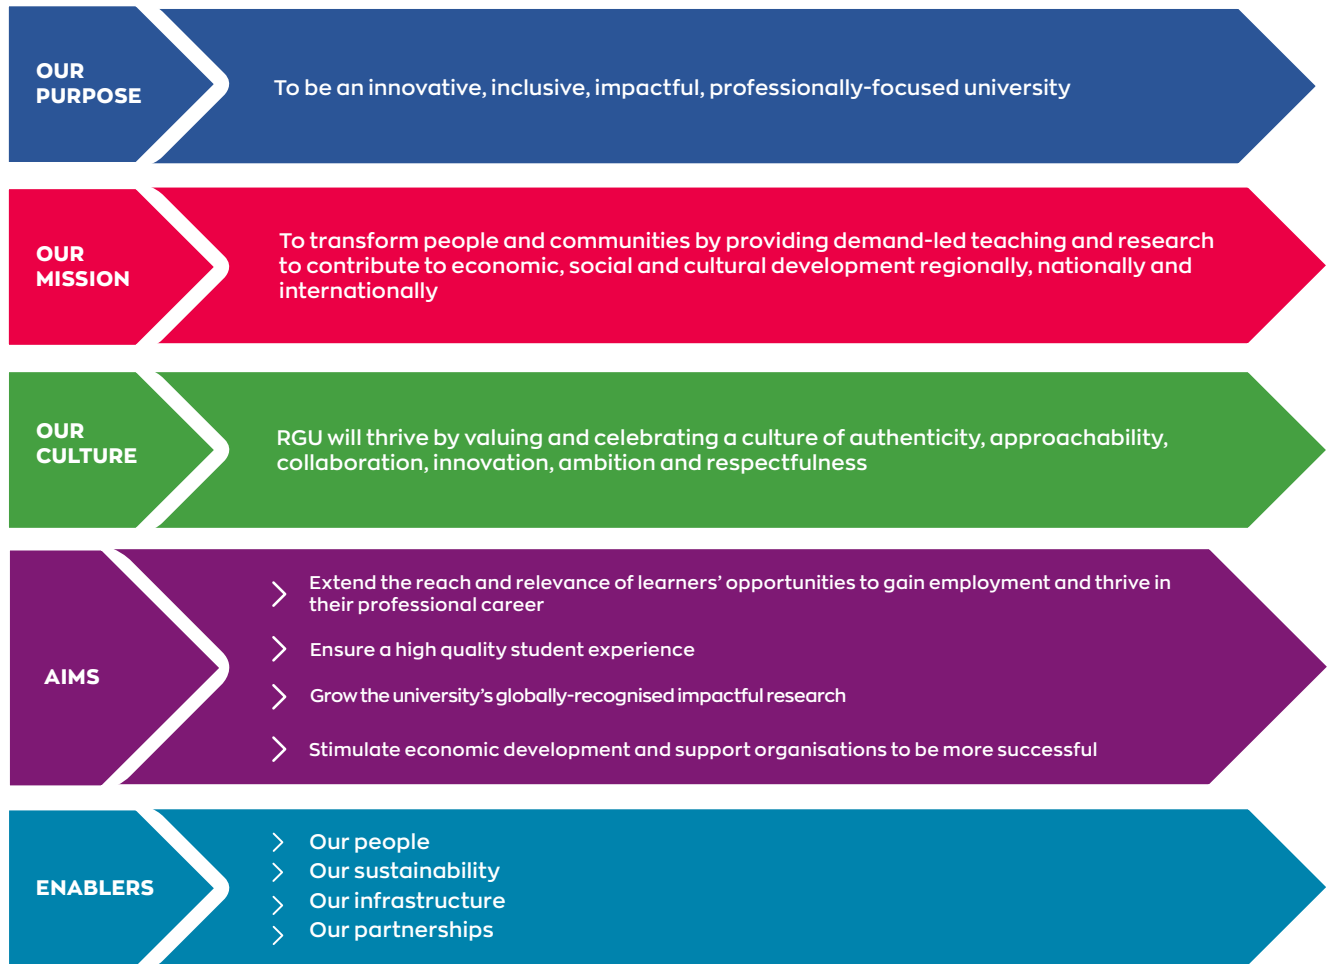 OUR
PURPOSE
To be an innovative, inclusive, impactful, professionally-focused university
OUR
MISSION
To transform people and communities by providing demand-led teaching and research
to contribute to economic, social and cultural development regionally, nationally and
internationally
OUR
CULTURE
RGU will thrive by valuing and celebrating a culture of authenticity, approachability,
collaboration, innovation, ambition and respectfulness
AIMS
Extend the reach and relevance of learners’ opportunities to gain employment and thrive in
their professional career
Ensure a high quality student experience
Grow the university’s globally-recognised impactful research
Stimulate economic development and support organisations to be more successful
ENABLERS
Our people
Our sustainability
Our infrastructure
Our partnerships